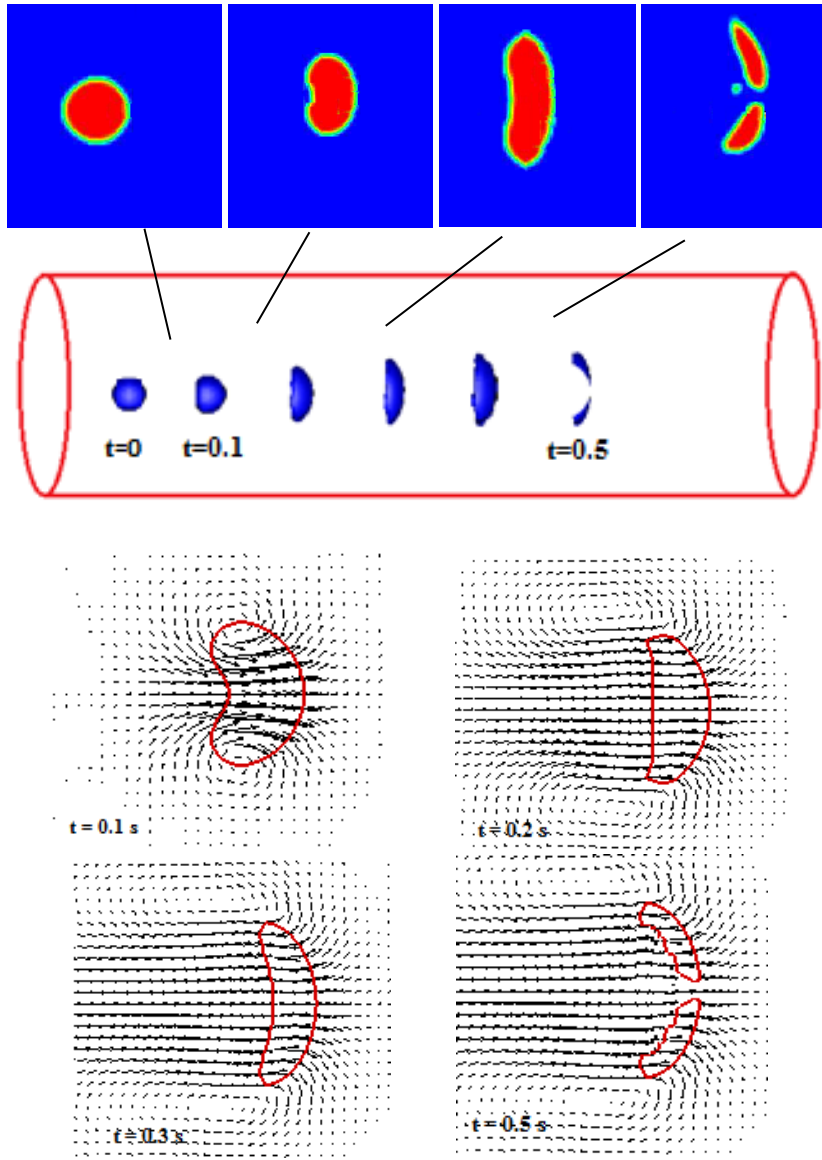 t=0
t=0.1
t=0.5
t = 0.1 s
t = 0.2 s
t = 0.3 s
t = 0.5 s